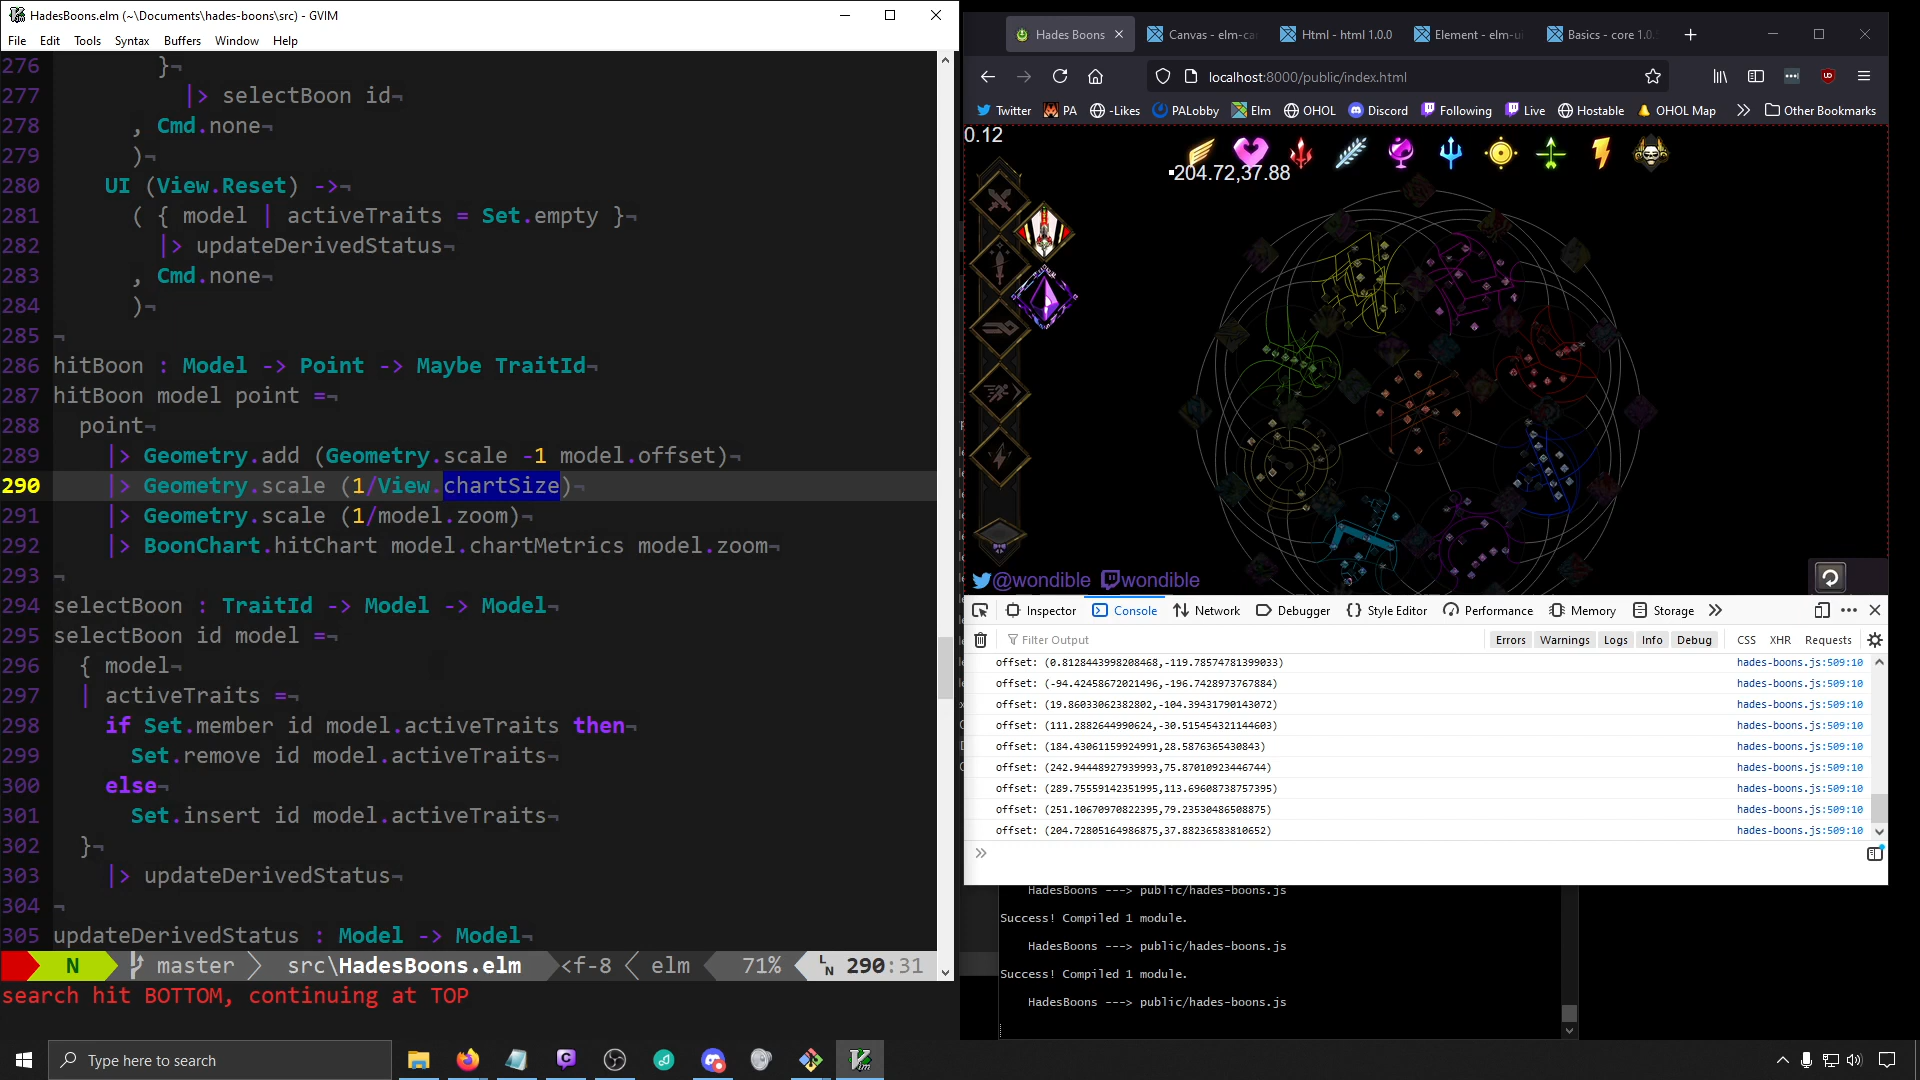 HadesBoons.elm (~\Documents\hades-boons\src) - GVIM
File Edit Tools Syntax Buffers Window Help
276 }¬
277 |> selectBoon id¬
278 , Cmd.none¬
279 )¬
280 UI (View.Reset) ->¬
281 ( { model | activeTraits = Set.empty }¬
282 |> updateDerivedStatus¬
283 , Cmd.none¬
284 )¬
285 ¬
286 hitBoon : Model -> Point -> Maybe TraitId¬
287 hitBoon model point =¬
288 point¬
289 |> Geometry.add (Geometry.scale -1 model.offset)¬
290 |> Geometry.scale (1/View.chartSize)¬
291 |> Geometry.scale (1/model.zoom)¬
292 |> BoonChart.hitChart model.chartMetrics model.zoom¬
293 ¬
294 selectBoon : TraitId -> Model -> Model¬
295 selectBoon id model =¬
296 { model¬
297 | activeTraits =¬
298 if Set.member id model.activeTraits then¬
299 Set.remove id model.activeTraits¬
300 else¬
301 Set.insert id model.activeTraits¬
302 }¬
303 |> updateDerivedStatus¬
304 ¬
305 updateDerivedStatus : Model -> Model¬
N master src\HadesBoons.elm <f-8 elm 71% LN 290:31
search hit BOTTOM, continuing at TOP
Hades Boons Canvas - elm-ca Html - html 1.0.0 Element - elm-u Basics - core 1.0.
localhost:8000/public/index.html
Twitter PA -Likes PALobby Elm OHOL Discord Following Live Hostable OHOL Map Other Bookmarks
0.12
-204.72,37.88
@wondible wondible
Inspector Console Network Debugger Style Editor Performance Memory Storage
Filter Output Errors Warnings Logs Info Debug CSS XHR Requests
offset: (0.8128443998208468,-119.78574781399033) hades-boons.js:509:10
offset: (-94.42458672021496,-196.7428973767884) hades-boons.js:509:10
offset: (19.86033062382802,-104.39431790143072) hades-boons.js:509:10
offset: (111.2882644990624,-30.515454321144603) hades-boons.js:509:10
offset: (184.43061159924991,28.5876365430843) hades-boons.js:509:10
offset: (242.94448927939993,75.87010923446744) hades-boons.js:509:10
offset: (289.75559142351995,113.69608738757395) hades-boons.js:509:10
offset: (251.10670970822395,79.23530486508875) hades-boons.js:509:10
offset: (204.72805164986875,37.88236583810652) hades-boons.js:509:10
HadesBoons ---> public/hades-boons.js
Success! Compiled 1 module.
HadesBoons ---> public/hades-boons.js
Success! Compiled 1 module.
HadesBoons ---> public/hades-boons.js
Type here to search